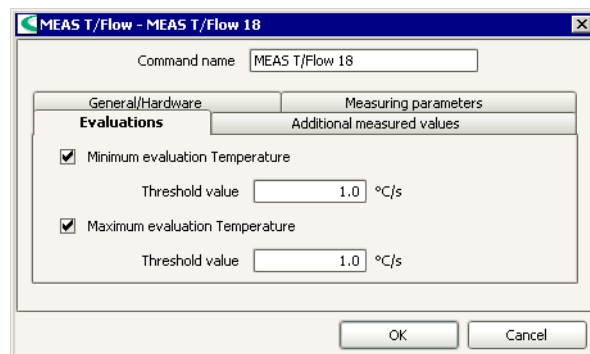 MEAS T/Flow - MEAS T/Flow 18
Command name MEAS T/Flow 18
General/Hardware Measuring parameters
Evaluations Additional measured values
Minimum evaluation Temperature
Threshold value 1.0 °C/s
Maximum evaluation Temperature
Threshold value 1.0 °C/s
OK Cancel